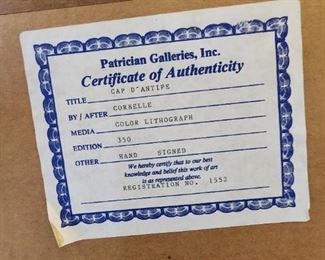 Patrician Galleries, Inc.
Certificate of Authenticity
TITLE CAP D'ANTIPE
BY / AFTER CORBELLE
MEDIA COLOR LITHOGRAPH
EDITION 350
OTHER HAND SIGNED
We hereby certify that to our best
knowledge and belief this work of art
is as represented above.
REGISTRATION NO. 1552